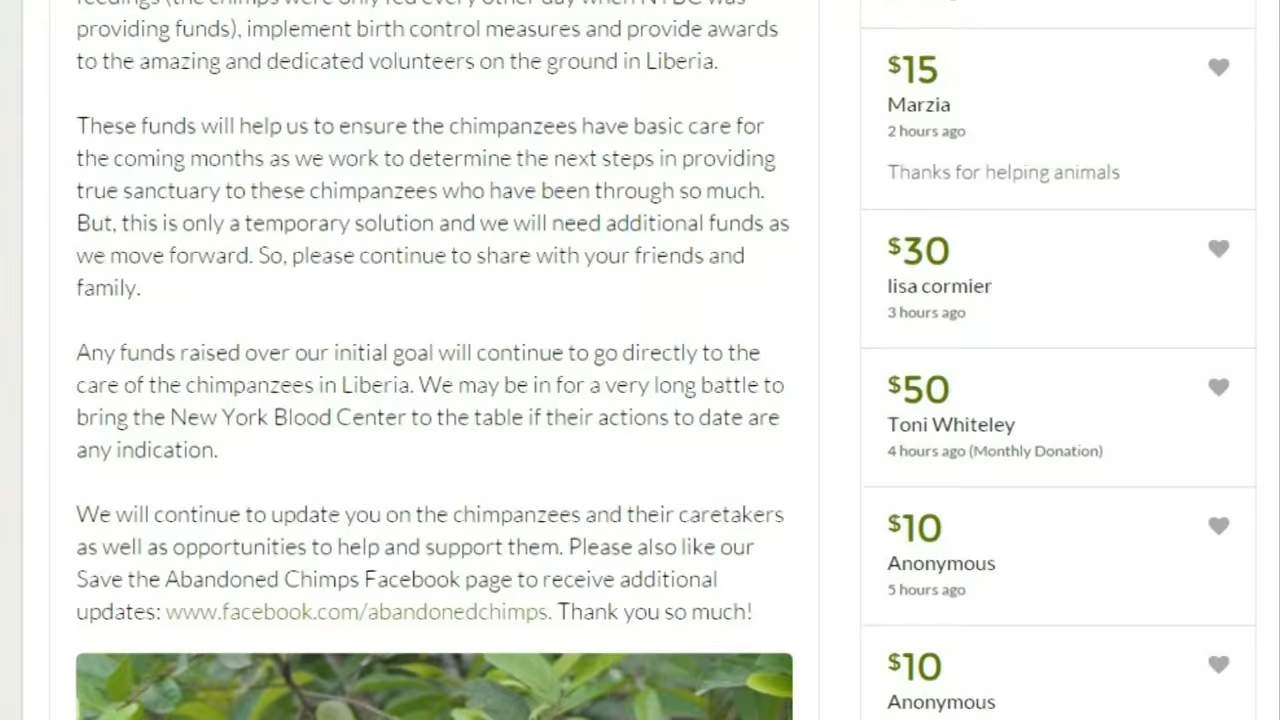 providing funds), implement birth control measures and provide awards
to the amazing and dedicated volunteers on the ground in Liberia.
These funds will help us to ensure the chimpanzees have basic care for
the coming months as we work to determine the next steps in providing
true sanctuary to these chimpanzees who have been through so much.
But, this is only a temporary solution and we will need additional funds as
we move forward. So, please continue to share with your friends and
family.
Any funds raised over our initial goal will continue to go directly to the
care of the chimpanzees in Liberia. We may be in for a very long battle to
bring the New York Blood Center to the table if their actions to date are
any indication.
We will continue to update you on the chimpanzees and their caretakers
as well as opportunities to help and support them. Please also like our
Save the Abandoned Chimps Facebook page to receive additional
updates: www.facebook.com/abandonedchimps. Thank you so much!
$15
Marzia
2 hours ago
Thanks for helping animals
$30
lisa cormier
3 hours ago
$50
Toni Whiteley
4 hours ago (Monthly Donation)
$10
Anonymous
5 hours ago
$10
Anonymous